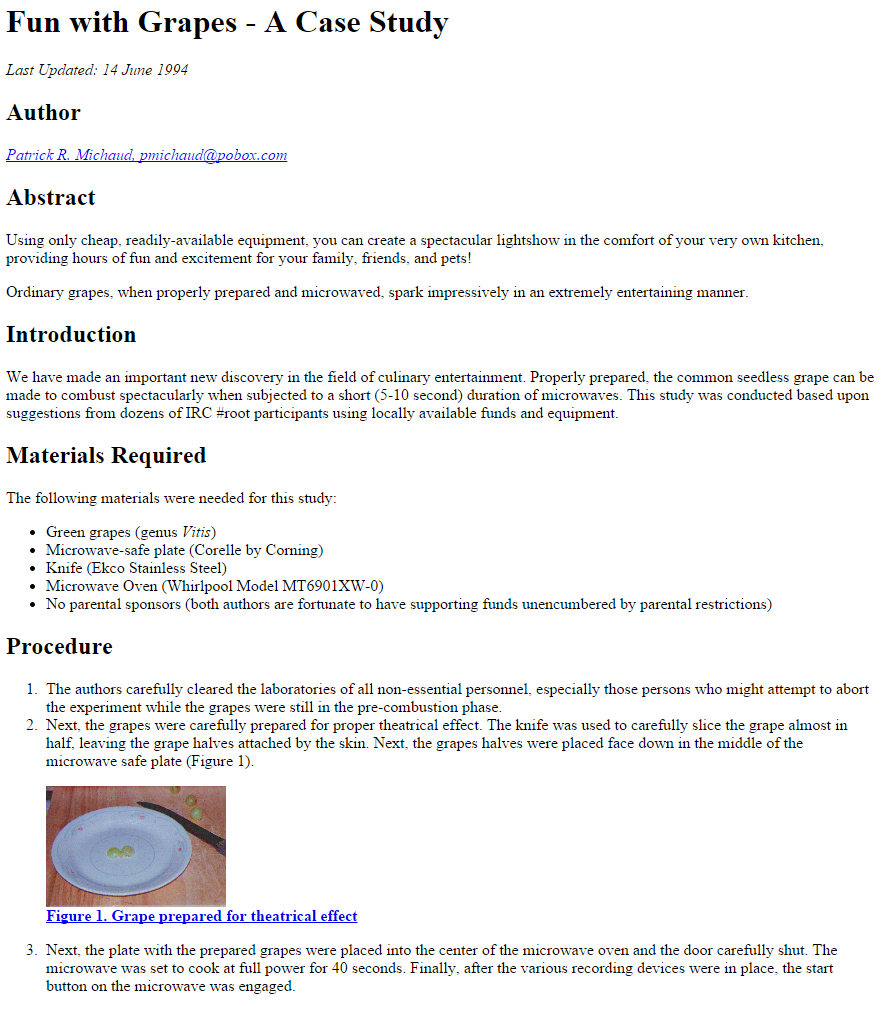 Fun with Grapes - A Case Study
Last Updated: 14 June 1994
Author
Patrick R. Michaud, pmichaud@pobox.com
Abstract
Using only cheap, readily-available equipment, you can create a spectacular lightshow in the comfort of your very own kitchen,
providing hours of fun and excitement for your family, friends, and pets!
Ordinary grapes, when properly prepared and microwaved, spark impressively in an extremely entertaining manner.
Introduction
We have made an important new discovery in the field of culinary entertainment. Properly prepared, the common seedless grape can be
made to combust spectacularly when subjected to a short (5-10 second) duration of microwaves. This study was conducted based upon
suggestions from dozens of IRC #root participants using locally available funds and equipment.
Materials Required
The following materials were needed for this study:
• Green grapes (genus Vitis)
• Microwave-safe plate (Corelle by Corning)
• Knife (Ekco Stainless Steel)
• Microwave Oven (Whirlpool Model MT6901XW-0)
• No parental sponsors (both authors are fortunate to have supporting funds unencumbered by parental restrictions)
Procedure
1. The authors carefully cleared the laboratories of all non-essential personnel, especially those persons who might attempt to abort
the experiment while the grapes were still in the pre-combustion phase.
2. Next, the grapes were carefully prepared for proper theatrical effect. The knife was used to carefully slice the grape almost in
half, leaving the grape halves attached by the skin. Next, the grapes halves were placed face down in the middle of the
microwave safe plate (Figure 1).
Figure 1. Grape prepared for theatrical effect
3. Next, the plate with the prepared grapes were placed into the center of the microwave oven and the door carefully shut. The
microwave was set to cook at full power for 40 seconds. Finally, after the various recording devices were in place, the start
button on the microwave was engaged.